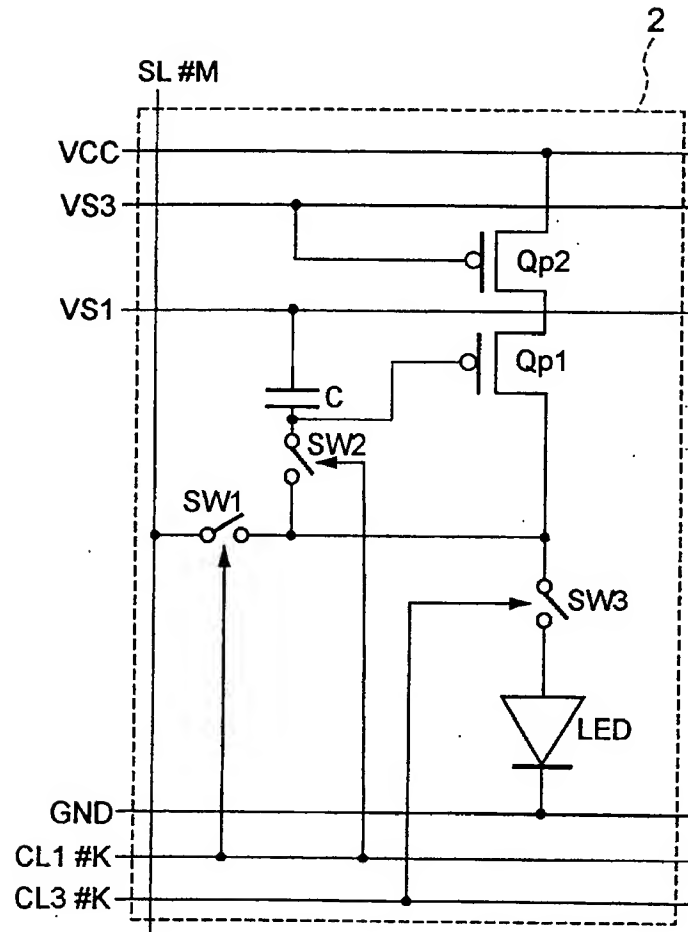 2
SL #M
VCC
VS3
Qp2
VS1
Qp1
C
SW2
SW1
SW3
LED
GND
CL1 #K
CL3 #K